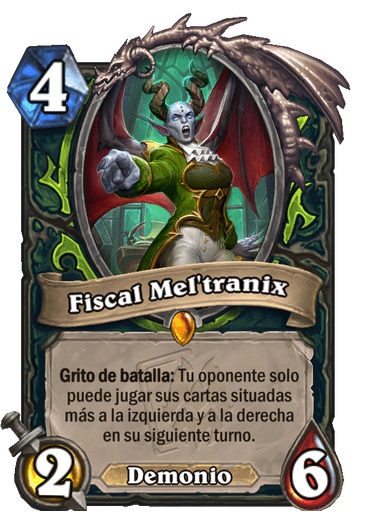 4
Fiscal Mel'tranix
Grito de batalla: Tu oponente solo
puede jugar sus cartas situadas
más a la izquierda y a la derecha
en su siguiente turno.
2
Demonio
6